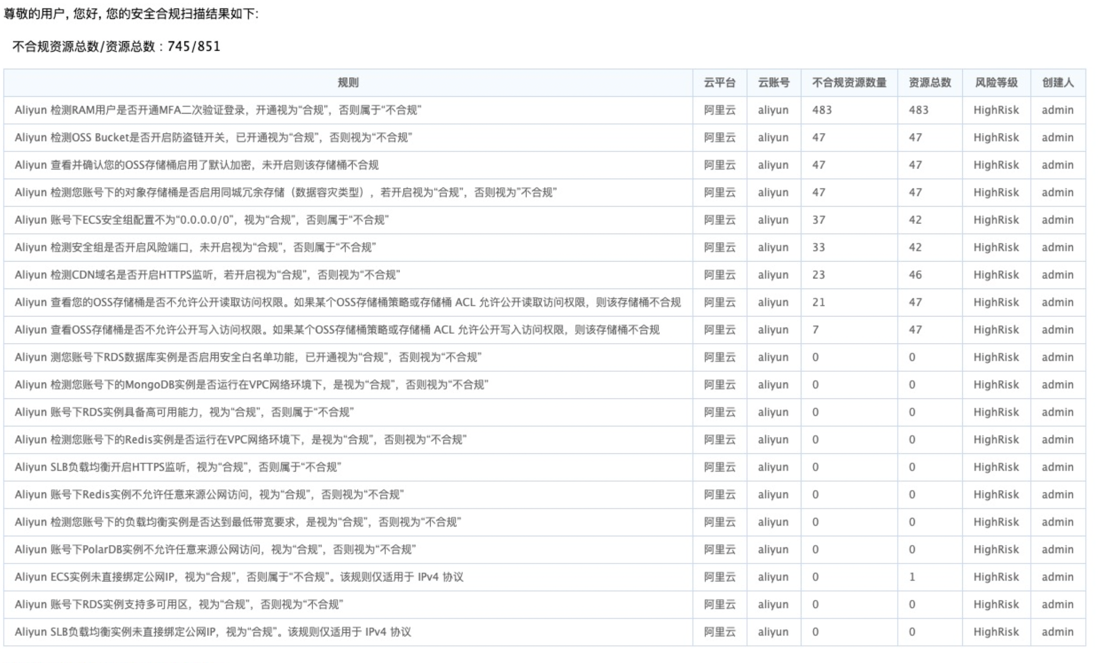 尊敬的用户, 您好, 您的安全合规扫描结果如下:
不合规资源总数/资源总数：745/851
规则 云平台 云账号 不合规资源数量 资源总数 风险等级 创建人
Aliyun 检测RAM用户是否开通MFA二次验证登录，开通视为“合规”，否则属于“不合规” 阿里云 aliyun 483 483 HighRisk admin
Aliyun 检测OSS Bucket是否开启防盗链开关，已开通视为“合规”，否则视为“不合规” 阿里云 aliyun 47 47 HighRisk admin
Aliyun 查看并确认您的OSS存储桶启用了默认加密，未开启则该存储桶不合规 阿里云 aliyun 47 47 HighRisk admin
Aliyun 检测您账号下的对象存储桶是否启用同城冗余存储（数据容灾类型），若开启视为“合规”，否则视为”不合规” 阿里云 aliyun 47 47 HighRisk admin
Aliyun 账号下ECS安全组配置不为“0.0.0.0/0”，视为“合规”，否则属于“不合规” 阿里云 aliyun 37 42 HighRisk admin
Aliyun 检测安全组是否开启风险端口，未开启视为“合规”，否则属于“不合规” 阿里云 aliyun 33 42 HighRisk admin
Aliyun 检测CDN域名是否开启HTTPS监听，若开启视为“合规”，否则视为“不合规” 阿里云 aliyun 23 46 HighRisk admin
Aliyun 查看您的OSS存储桶是否不允许公开读取访问权限。如果某个OSS存储桶策略或存储桶 ACL 允许公开读取访问权限，则该存储桶不合规 阿里云 aliyun 21 47 HighRisk admin
Aliyun 查看OSS存储桶是否不允许公开写入访问权限。如果某个OSS存储桶策略或存储桶 ACL 允许公开写入访问权限，则该存储桶不合规 阿里云 aliyun 7 47 HighRisk admin
Aliyun 测您账号下RDS数据库实例是否启用安全白名单功能，已开通视为“合规”，否则视为“不合规” 阿里云 aliyun 0 0 HighRisk admin
Aliyun 检测您账号下的MongoDB实例是否运行在VPC网络环境下，是视为“合规”，否则视为“不合规” 阿里云 aliyun 0 0 HighRisk admin
Aliyun 账号下RDS实例具备高可用能力，视为“合规”，否则属于“不合规” 阿里云 aliyun 0 0 HighRisk admin
Aliyun 检测您账号下的Redis实例是否运行在VPC网络环境下，是视为“合规”，否则视为“不合规” 阿里云 aliyun 0 0 HighRisk admin
Aliyun SLB负载均衡开启HTTPS监听，视为“合规”，否则属于“不合规” 阿里云 aliyun 0 0 HighRisk admin
Aliyun 账号下Redis实例不允许任意来源公网访问，视为“合规”，否则视为“不合规” 阿里云 aliyun 0 0 HighRisk admin
Aliyun 检测您账号下的负载均衡实例是否达到最低带宽要求，是视为“合规”，否则视为“不合规” 阿里云 aliyun 0 0 HighRisk admin
Aliyun 账号下PolarDB实例不允许任意来源公网访问，视为“合规”，否则视为“不合规” 阿里云 aliyun 0 0 HighRisk admin
Aliyun ECS实例未直接绑定公网IP，视为“合规”，否则属于“不合规”。该规则仅适用于 IPv4 协议 阿里云 aliyun 0 1 HighRisk admin
Aliyun 账号下RDS实例支持多可用区，视为“合规”，否则视为“不合规” 阿里云 aliyun 0 0 HighRisk admin
Aliyun SLB负载均衡实例未直接绑定公网IP，视为“合规”。该规则仅适用于 IPv4 协议 阿里云 aliyun 0 0 HighRisk admin